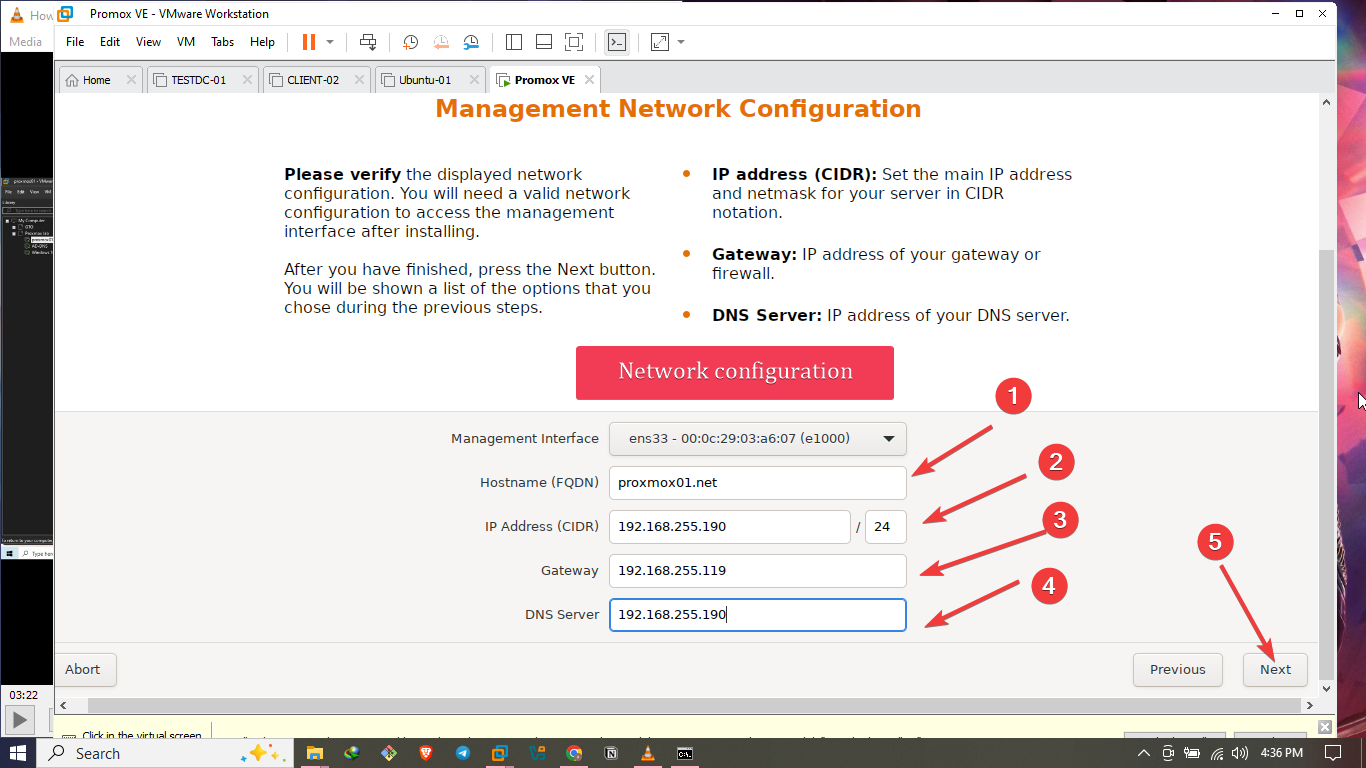 How
Promox VE - VMware Workstation
Media
File Edit View VM Tabs Help
Home TESTDC-01 CLIENT-02 Ubuntu-01 Promox VE
Management Network Configuration
Please verify the displayed network
configuration. You will need a valid network
configuration to access the management
interface after installing.
After you have finished, press the Next button.
You will be shown a list of the options that you
chose during the previous steps.
IP address (CIDR): Set the main IP address
and netmask for your server in CIDR
notation.
Gateway: IP address of your gateway or
firewall.
DNS Server: IP address of your DNS server.
Network configuration
1
Management Interface ens33 - 00:0c:29:03:a6:07 (e1000)
2
Hostname (FQDN) proxmox01.net
3
IP Address (CIDR) 192.168.255.190 / 24
5
Gateway 192.168.255.119
4
DNS Server 192.168.255.190
Abort Previous Next
03:22
Click in the virtual screen
Search
4:36 PM